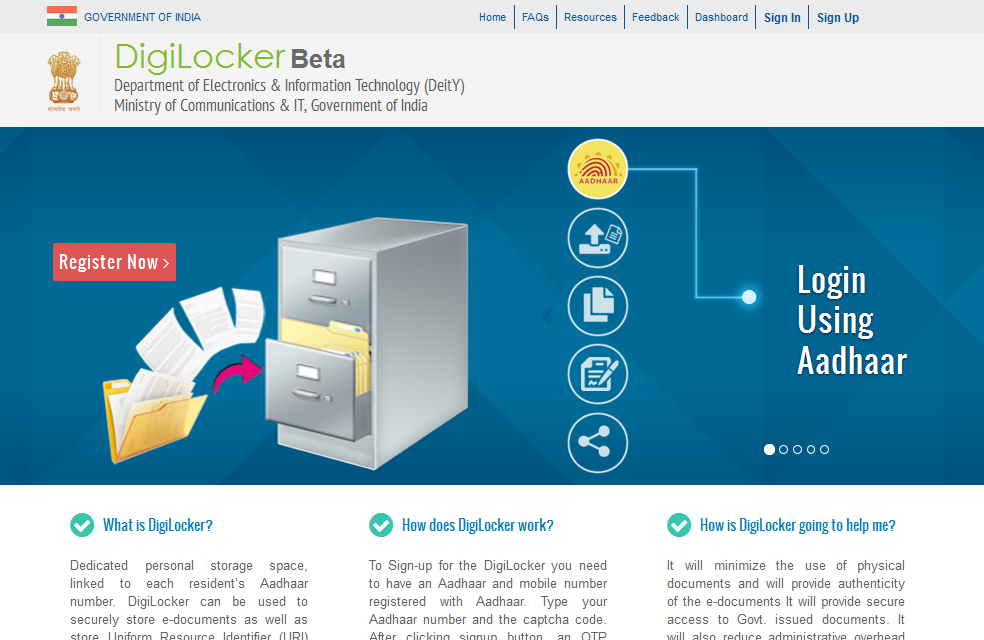 GOVERNMENT OF INDIA
Home FAQs Resources Feedback Dashboard Sign In Sign Up
DigiLocker Beta
Department of Electronics & Information Technology (DeitY)
Ministry of Communications & IT, Government of India
सत्यमेव जयते
AADHAAR
Register Now >
Login
Using
Aadhaar
What is DigiLocker?
Dedicated personal storage space,
linked to each resident's Aadhaar
number. DigiLocker can be used to
securely store e-documents as well as
store Uniform Resource Identifier (URI)
How does DigiLocker work?
To Sign-up for the DigiLocker you need
to have an Aadhaar and mobile number
registered with Aadhaar. Type your
Aadhaar number and the captcha code.
After clicking signup button, an OTP
How is DigiLocker going to help me?
It will minimize the use of physical
documents and will provide authenticity
of the e-documents It will provide secure
access to Govt. issued documents. It
will also reduce administrative overhead